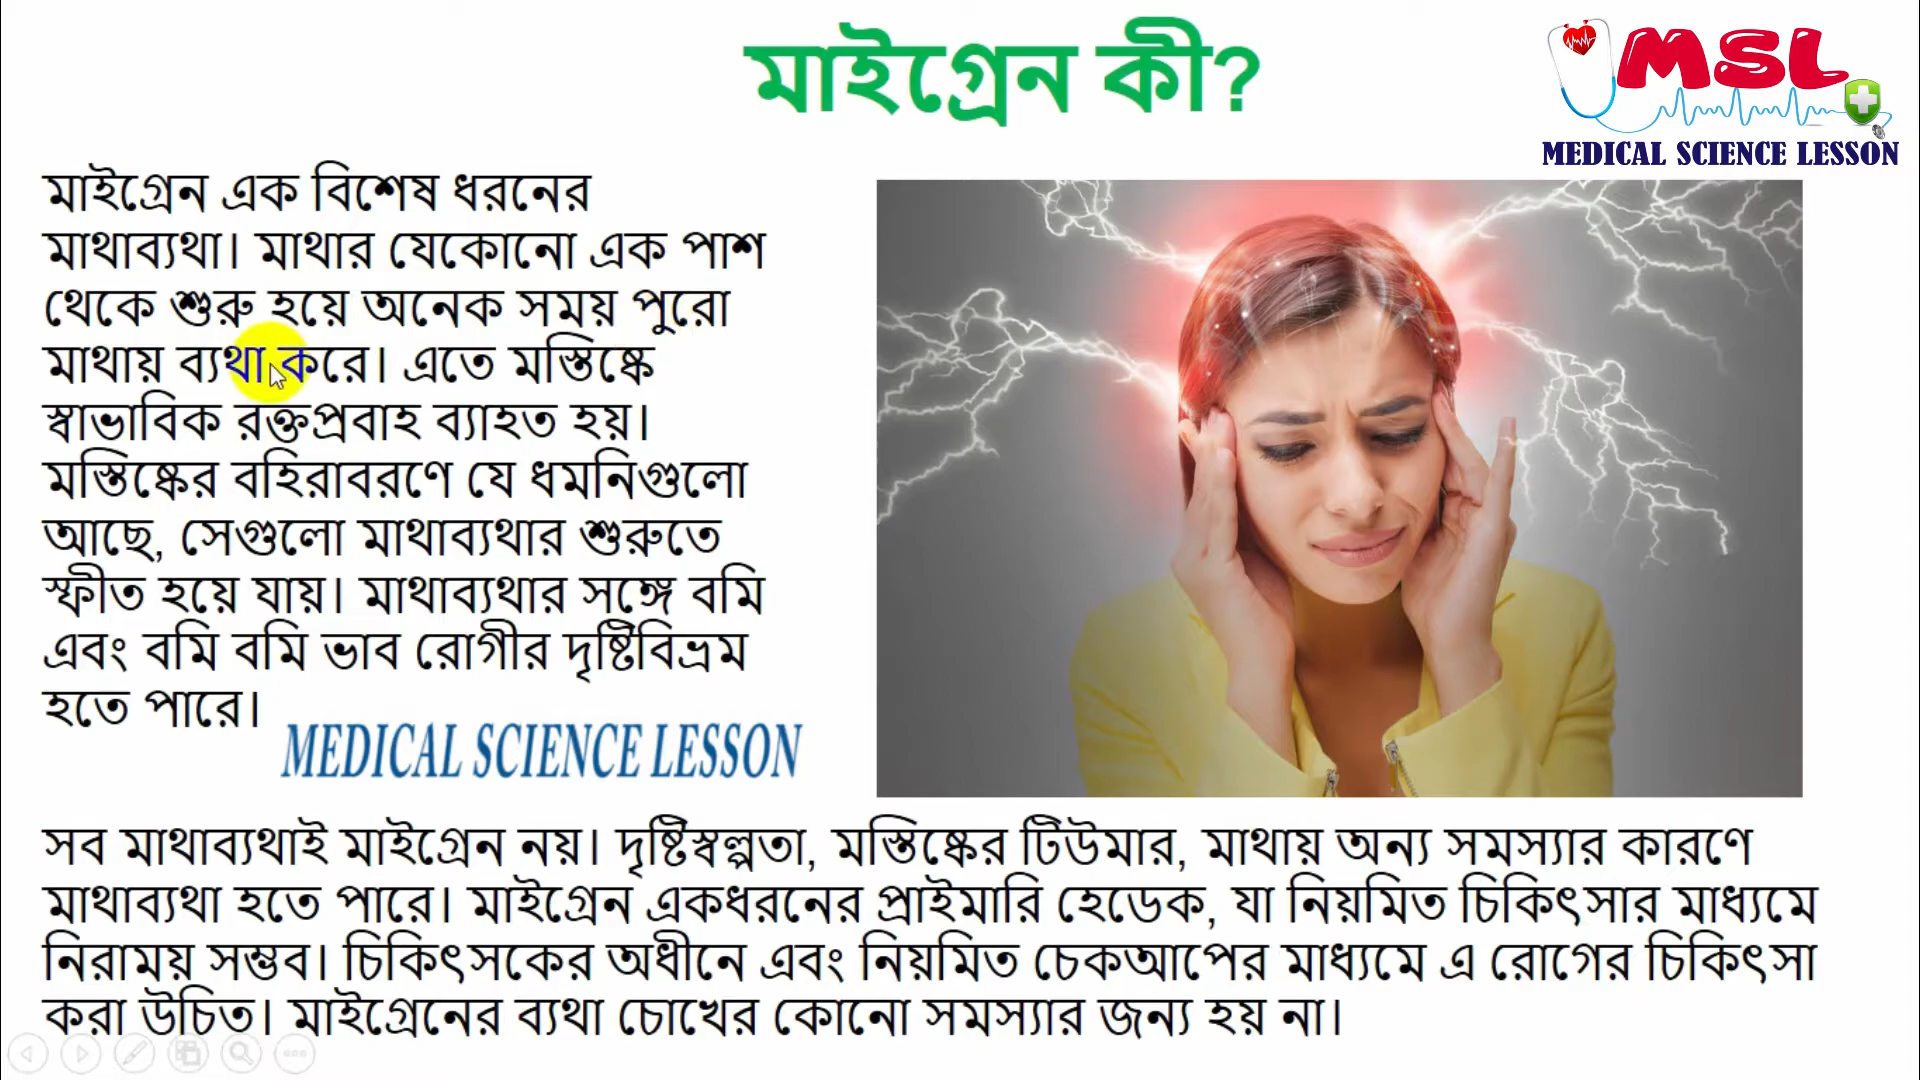 মাইগ্রেন কী?
MSL
MEDICAL SCIENCE LESSON
মাইগ্রেন এক বিশেষ ধরনের
মাথাব্যথা। মাথার যেকোনো এক পাশ
থেকে শুরু হয়ে অনেক সময় পুরো
মাথায় ব্যথা করে। এতে মস্তিষ্কে
স্বাভাবিক রক্তপ্রবাহ ব্যাহত হয়।
মস্তিষ্কের বহিরাবরণে যে ধমনিগুলো
আছে, সেগুলো মাথাব্যথার শুরুতে
স্ফীত হয়ে যায়। মাথাব্যথার সঙ্গে বমি
এবং বমি বমি ভাব রোগীর দৃষ্টিবিভ্রম
হতে পারে।
MEDICAL SCIENCE LESSON
সব মাথাব্যথাই মাইগ্রেন নয়। দৃষ্টিস্বল্পতা, মস্তিষ্কের টিউমার, মাথায় অন্য সমস্যার কারণে
মাথাব্যথা হতে পারে। মাইগ্রেন একধরনের প্রাইমারি হেডেক, যা নিয়মিত চিকিৎসার মাধ্যমে
নিরাময় সম্ভব। চিকিৎসকের অধীনে এবং নিয়মিত চেকআপের মাধ্যমে এ রোগের চিকিৎসা
করা উচিত। মাইগ্রেনের ব্যথা চোখের কোনো সমস্যার জন্য হয় না।